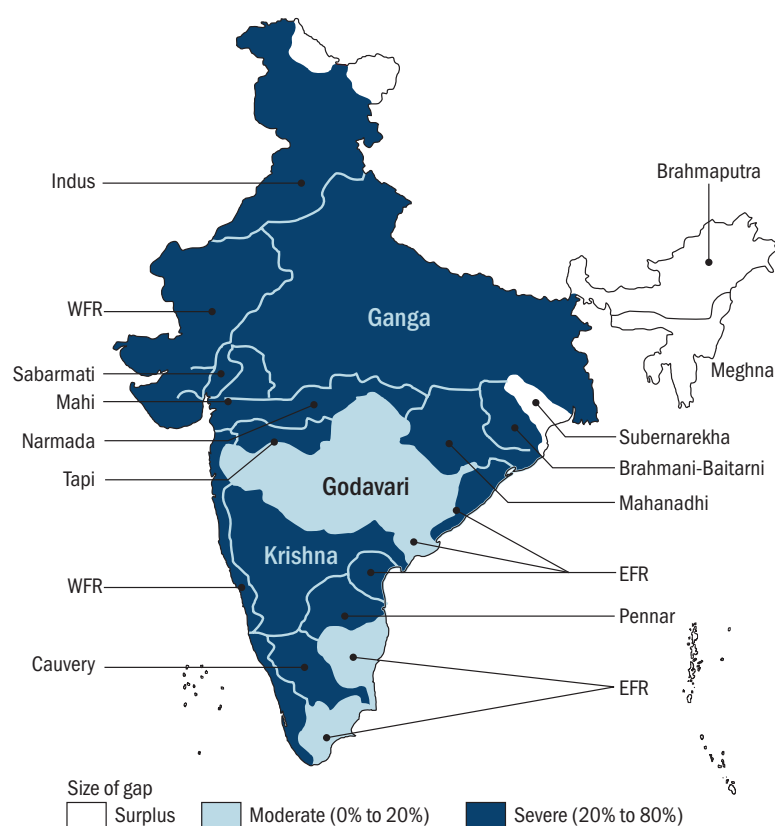 Indus
Brahmaputra
WFR
Ganga
Sabarmati
Meghna
Mahi
Narmada
Subernarekha
Brahmani-Baitarni
Tapi
Godavari
Mahanadhi
Krishna
EFR
WFR
Pennar
Cauvery
EFR
Size of gap
Surplus
Moderate (0% to 20%)
Severe (20% to 80%)